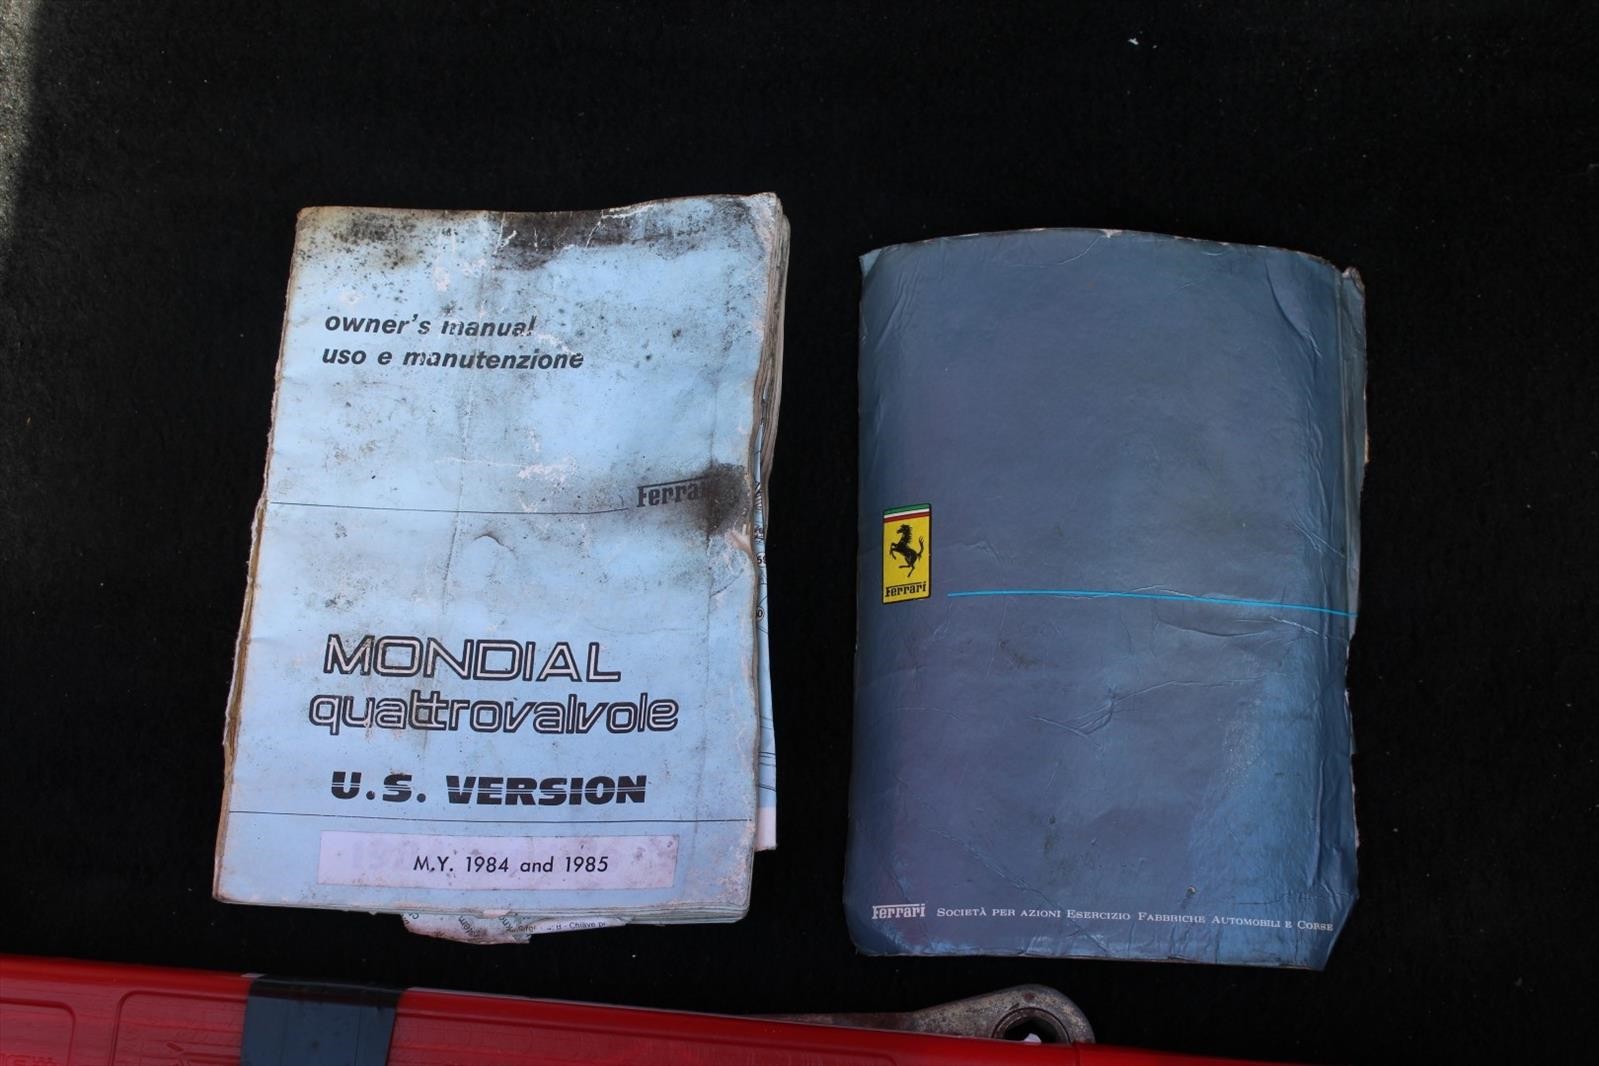 owner's manual
uso e manutenzione
Ferrari
MONDIAL
quattrovalvole
U.S. VERSION
M.Y. 1984 and 1985
Chiave
Ferrari
Ferrari SOCIETÀ PER AZIONI ESERCIZIO FABBRICHE AUTOMOBILI E CORSE